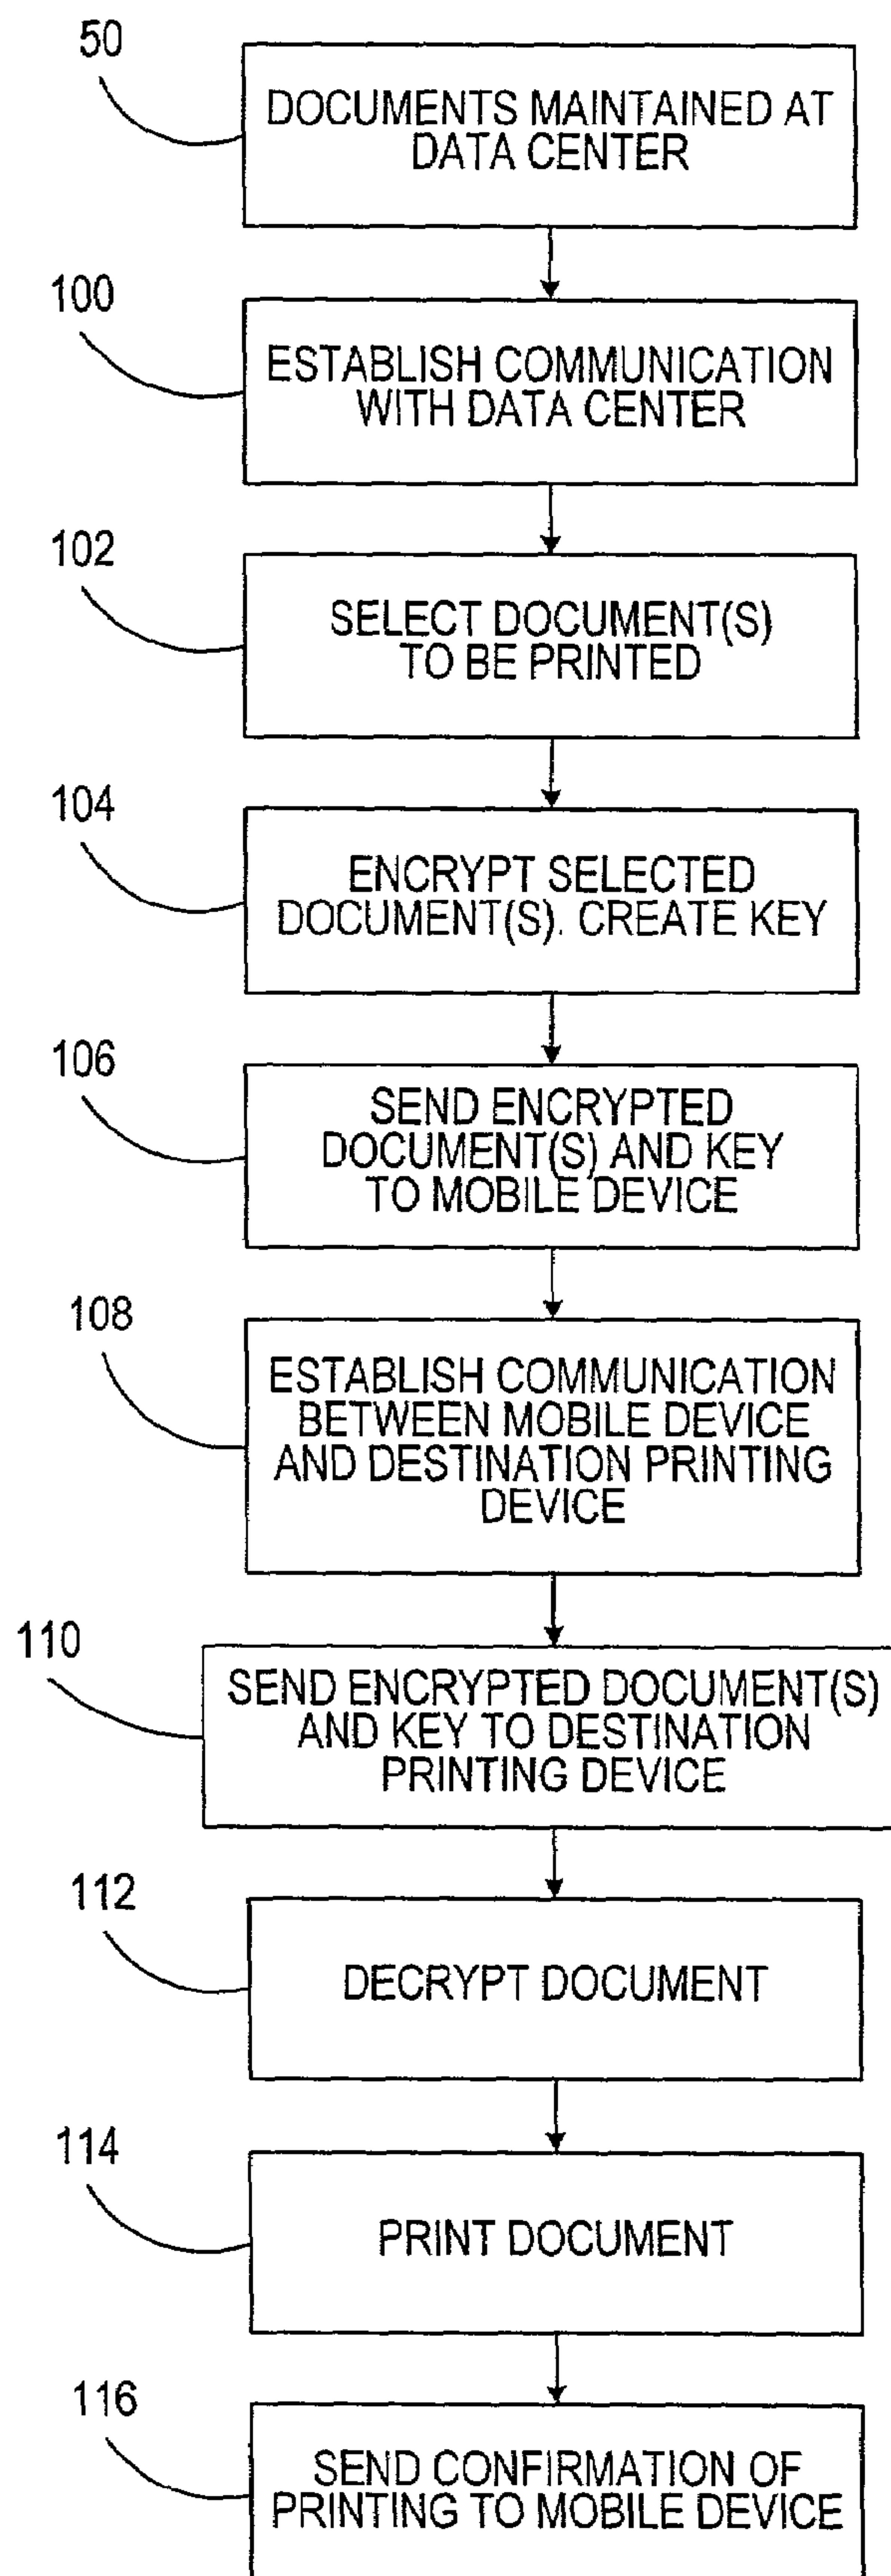 50
DOCUMENTS MAINTAINED AT
DATA CENTER
100
ESTABLISH COMMUNICATION
WITH DATA CENTER
102
SELECT DOCUMENT(S)
TO BE PRINTED
104
ENCRYPT SELECTED
DOCUMENT(S). CREATE KEY
106
SEND ENCRYPTED
DOCUMENT(S) AND KEY
TO MOBILE DEVICE
108
ESTABLISH COMMUNICATION
BETWEEN MOBILE DEVICE
AND DESTINATION PRINTING
DEVICE
110
SEND ENCRYPTED DOCUMENT(S)
AND KEY TO DESTINATION
PRINTING DEVICE
112
DECRYPT DOCUMENT
114
PRINT DOCUMENT
116
SEND CONFIRMATION OF
PRINTING TO MOBILE DEVICE